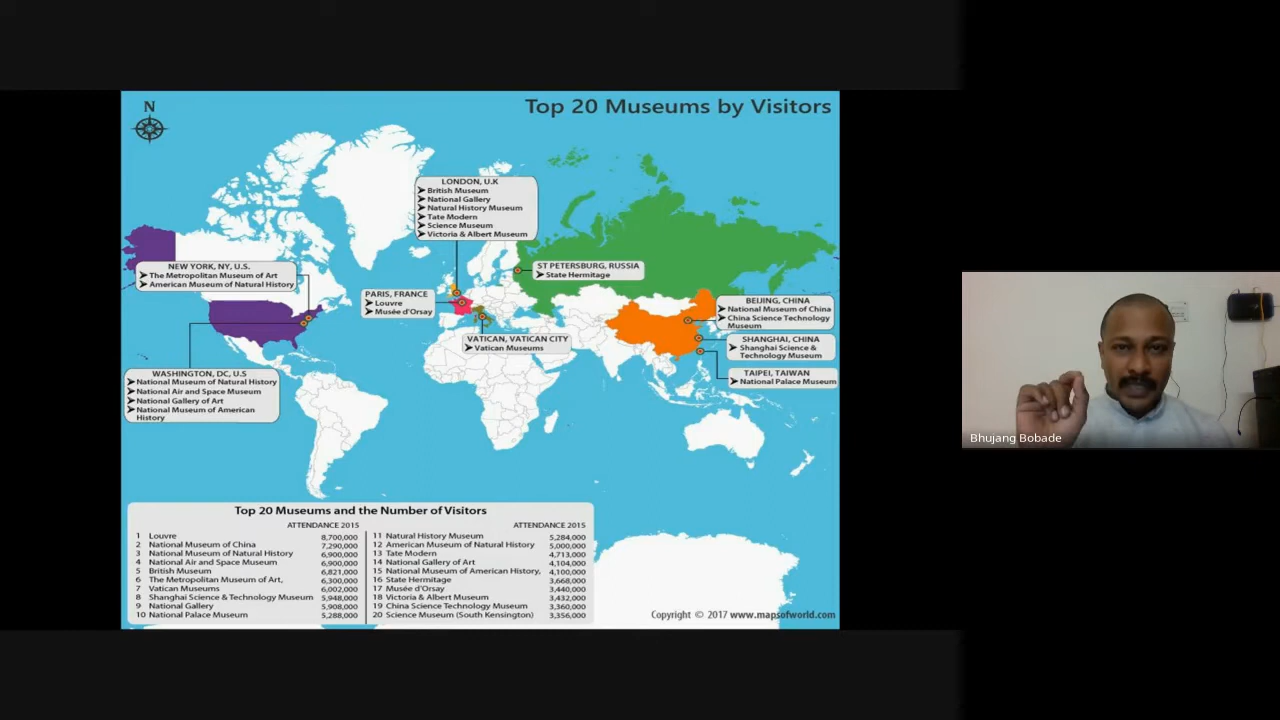 N
Top 20 Museums by Visitors
LONDON, U.K
British Museum
National Gallery
Natural History Museum
Tate Modern
Science Museum
Victoria & Albert Museum
NEW YORK, NY, U.S.
The Metropolitan Museum of Art
American Museum of Natural History
PARIS, FRANCE
Louvre
Musée d'Orsay
ST PETERSBURG, RUSSIA
State Hermitage
VATICAN, VATICAN CITY
Vatican Museums
BEIJING, CHINA
National Museum of China
China Science Technology
Museum
SHANGHAI, CHINA
Shanghai Science &
Technology Museum
TAIPEI, TAIWAN
National Palace Museum
WASHINGTON, DC, U.S
National Museum of Natural History
National Air and Space Museum
National Gallery of Art
National Museum of American
History
Top 20 Museums and the Number of Visitors
ATTENDANCE 2015
1 Louvre 8,700,000
2 National Museum of China 7,290,000
3 National Museum of Natural History 6,900,000
4 National Air and Space Museum 6,900,000
5 British Museum 6,821,000
6 The Metropolitan Museum of Art, 6,300,000
7 Vatican Museums 6,002,000
8 Shanghai Science & Technology Museum 5,948,000
9 National Gallery 5,908,000
10 National Palace Museum 5,288,000
ATTENDANCE 2015
11 Natural History Museum 5,284,000
12 American Museum of Natural History 5,000,000
13 Tate Modern 4,713,000
14 National Gallery of Art 4,104,000
15 National Museum of American History, 4,100,000
16 State Hermitage 3,668,000
17 Musée d'Orsay 3,440,000
18 Victoria & Albert Museum 3,432,000
19 China Science Technology Museum 3,360,000
20 Science Museum (South Kensington) 3,356,000
Copyright © 2017 www.mapsofworld.com
Bhujang Bobade